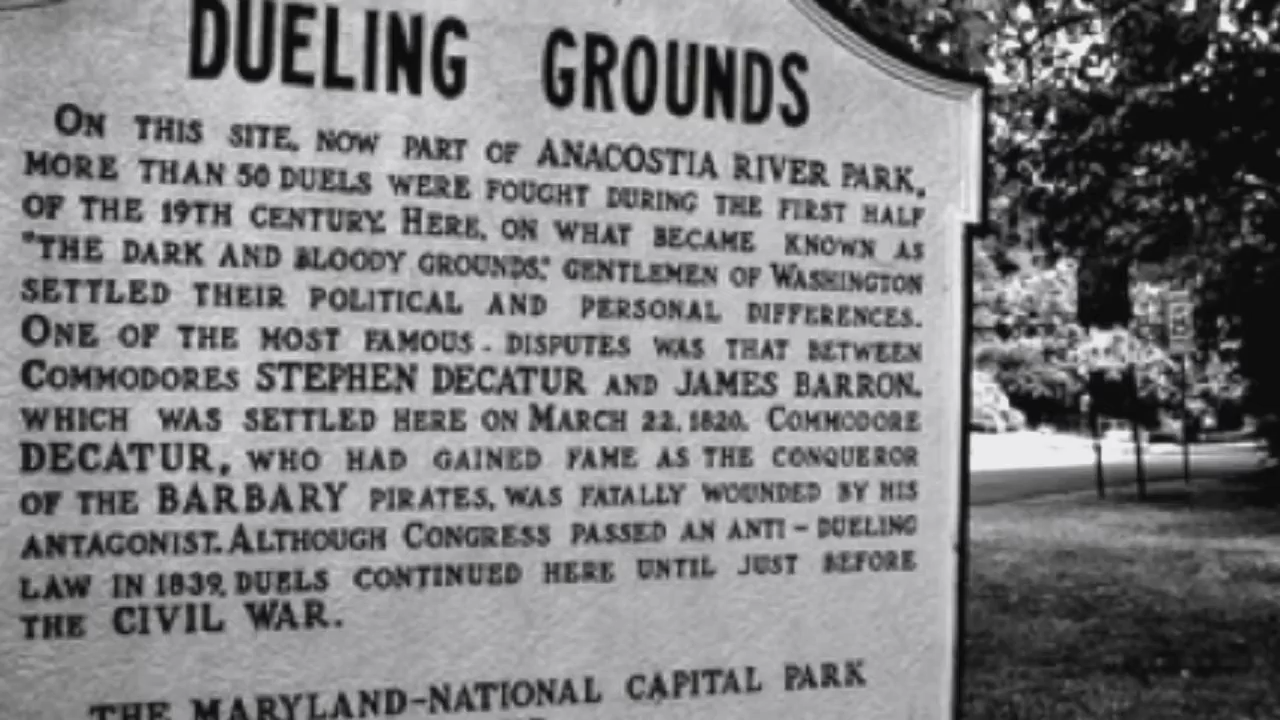 DUELING GROUNDS
ON THIS SITE, NOW PART OF ANACOSTIA RIVER PARK,
MORE THAN 50 DUELS WERE FOUGHT DURING THE FIRST HALF
OF THE 19TH CENTURY. HERE, ON WHAT BECAME KNOWN AS
"THE DARK AND BLOODY GROUNDS," GENTLEMEN OF WASHINGTON
SETTLED THEIR POLITICAL AND PERSONAL DIFFERENCES.
ONE OF THE MOST FAMOUS - DISPUTES WAS THAT BETWEEN
COMMODORES STEPHEN DECATUR AND JAMES BARRON,
WHICH WAS SETTLED HERE ON MARCH 22, 1820. COMMODORE
DECATUR, WHO HAD GAINED FAME AS THE CONQUEROR
OF THE BARBARY PIRATES, WAS FATALLY WOUNDED BY HIS
ANTAGONIST. ALTHOUGH CONGRESS PASSED AN ANTI-DUELING
LAW IN 1839, DUELS CONTINUED HERE UNTIL JUST BEFORE
THE CIVIL WAR.
THE MARYLAND-NATIONAL CAPITAL PARK